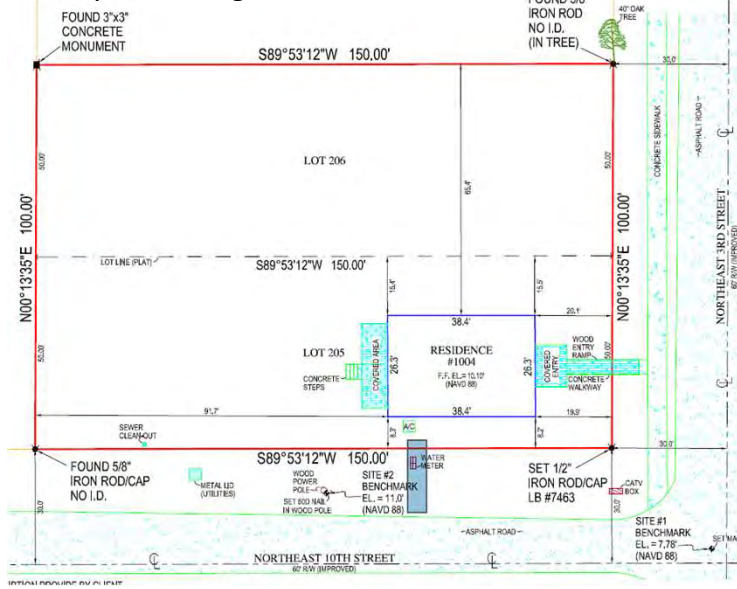 FOUND 3"x3"
CONCRETE
MONUMENT
IRON ROD
NO I.D.
(IN TREE)
40" OAK
TREE
S89°53'12"W 150.00'
30.0'
50.00'
N00°13'35"E 100.00'
LOT 206
65.4'
50.00'
N00°13'35"E 100.00'
CONCRETE SIDEWALK
ASPHALT ROAD
NORTHEAST 3RD STREET
60' R/W (IMPROVED)
LOT LINE (PLAT)
S89°53'12"W 150.00'
15.4'
15.5'
20.1'
38.4'
LOT 205
COVERED AREA
26.3'
RESIDENCE
#1004
F.F. EL.= 10.10'
(NAVD 88)
26.3'
COVERED
ENTRY
WOOD
ENTRY
RAMP
50.00'
50.00'
CONCRETE
STEPS
CONCRETE
WALKWAY
91.7'
38.4'
19.9'
SEWER
CLEAN-OUT
A/C
8.2'
S89°53'12"W 150.00'
30.0'
FOUND 5/8"
IRON ROD/CAP
NO I.D.
METAL LID
(UTILITIES)
WOOD
POWER
POLE
SET 60D NAIL
IN WOOD POLE
SITE #2
BENCHMARK
EL. = 11.0'
(NAVD 88)
WATER
METER
SET 1/2"
IRON ROD/CAP
LB #7463
CATV
BOX
30.0'
30.0'
SITE #1
BENCHMARK
EL. = 7.78'
(NAVD 88)
ASPHALT ROAD
NORTHEAST 10TH STREET
60' R/W (IMPROVED)